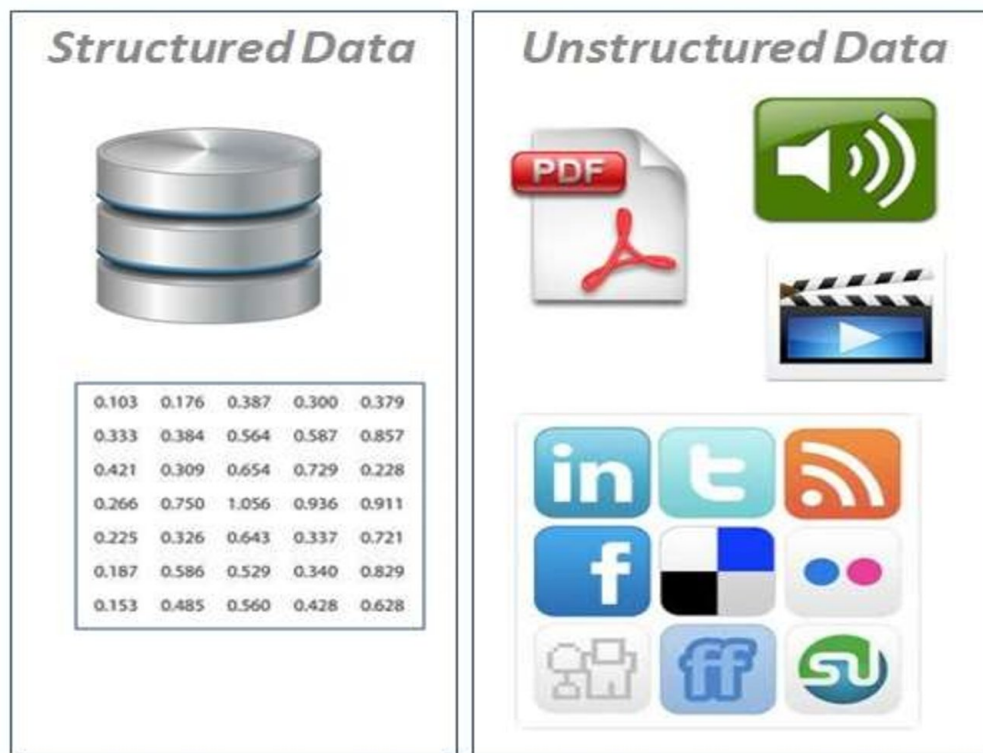 Structured Data
0.103 0.176 0.387 0.300 0.379
0.333 0.384 0.564 0.587 0.857
0.421 0.309 0.654 0.729 0.228
0.266 0.750 1.056 0.936 0.911
0.225 0.326 0.643 0.337 0.721
0.187 0.586 0.529 0.340 0.829
0.153 0.485 0.560 0.428 0.628
Unstructured Data
PDF
in t
f
ff su